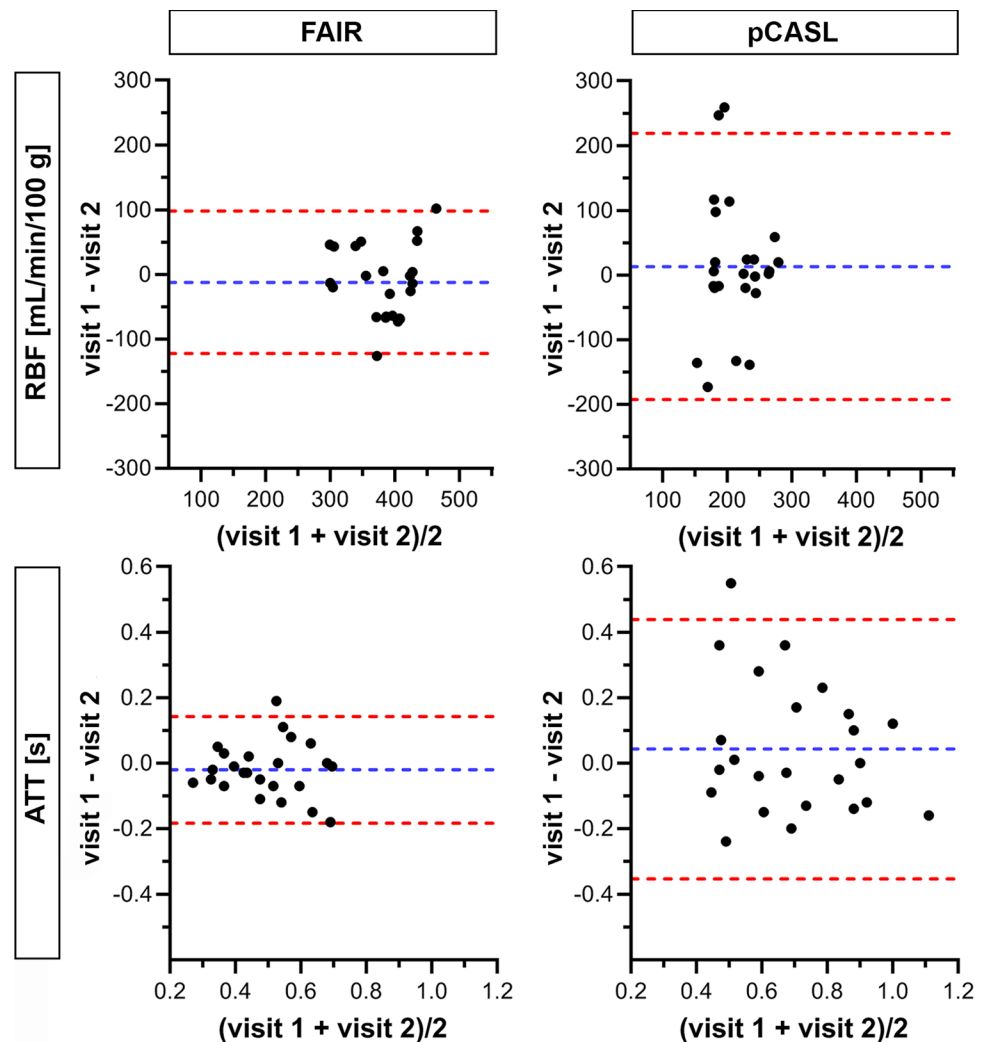 FAIR
pCASL
RBF [mL/min/100 g]
visit 1 - visit 2
300
200
100
0
-100
-200
-300
100 200 300 400 500
(visit 1 + visit 2)/2
visit 1 - visit 2
300
200
100
0
-100
-200
-300
100 200 300 400 500
(visit 1 + visit 2)/2
ATT [s]
visit 1 - visit 2
0.6
0.4
0.2
0.0
-0.2
-0.4
0.2 0.4 0.6 0.8 1.0 1.2
(visit 1 + visit 2)/2
visit 1 - visit 2
0.6
0.4
0.2
0.0
-0.2
-0.4
0.2 0.4 0.6 0.8 1.0 1.2
(visit 1 + visit 2)/2